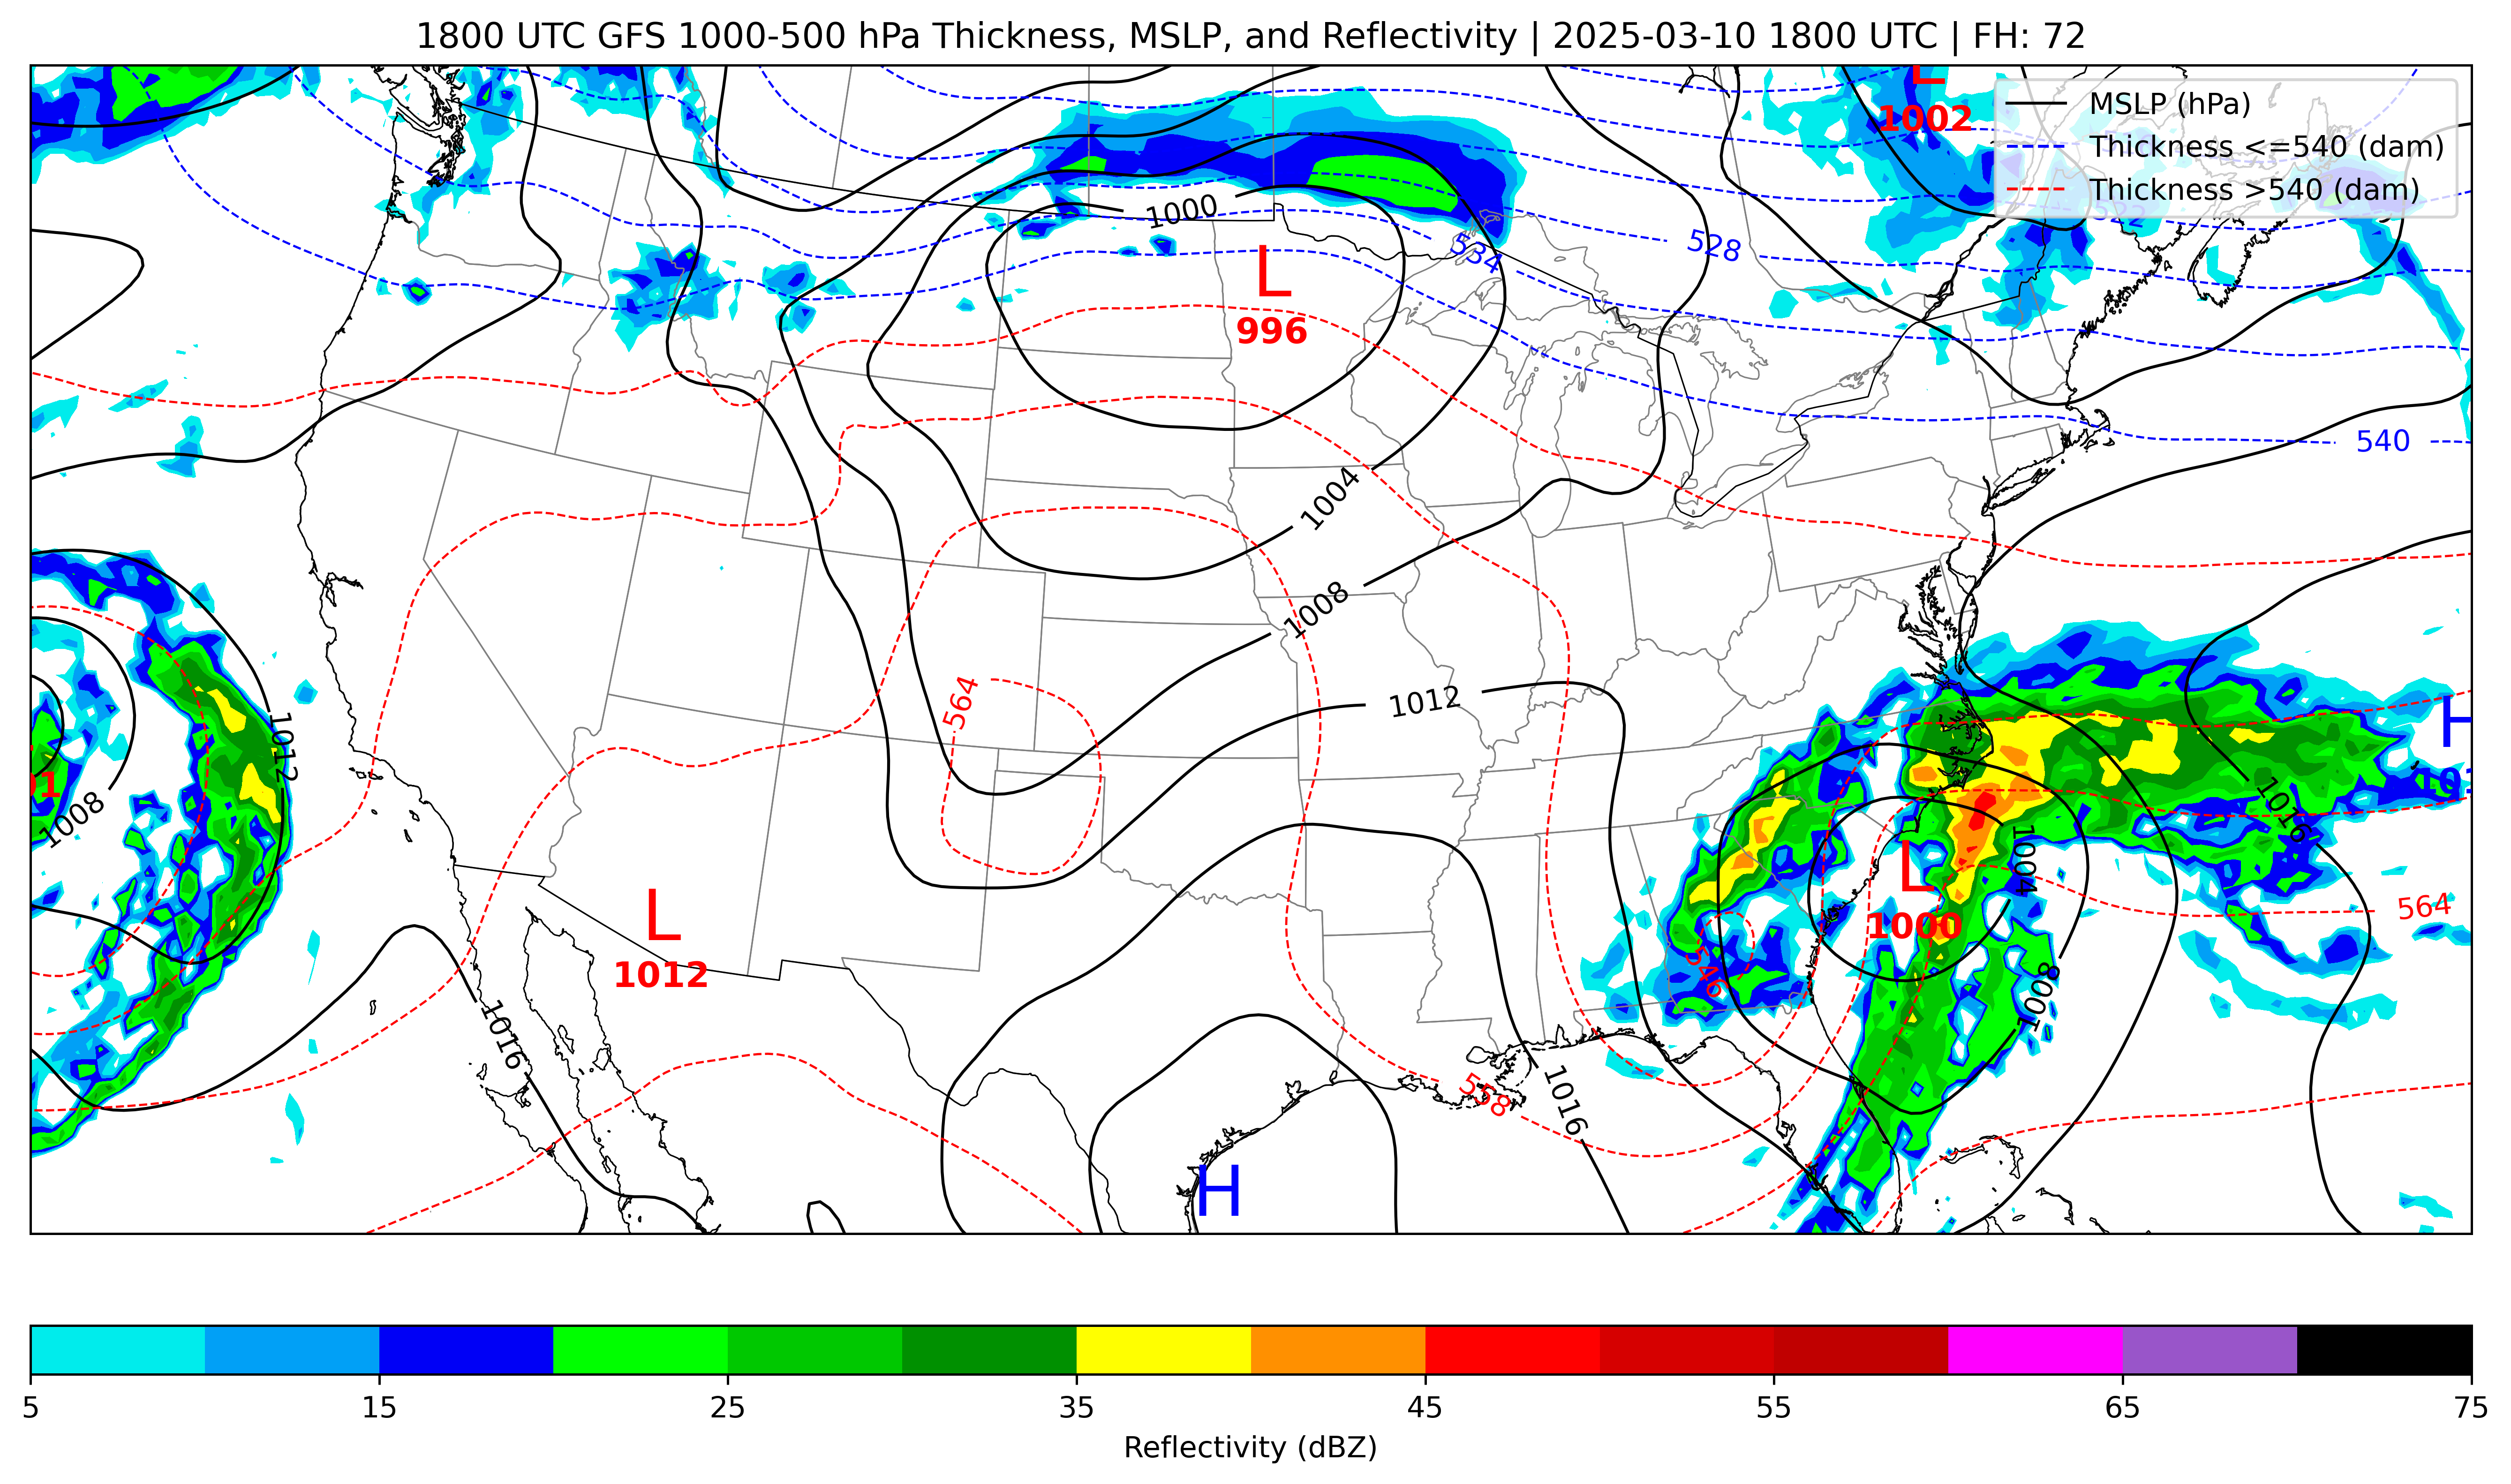 1800 UTC GFS 1000-500 hPa Thickness, MSLP, and Reflectivity | 2025-03-10 1800 UTC | FH: 72
L
1002
MSLP (hPa)
Thickness <=540 (dam)
Thickness >540 (dam)
1000
534
528
L
996
540
1004
1008
564
1012
1012
H
1008
1016
L
1004
1000
564
L
1012
546
1008
1016
558
1016
H
5
15
25
35
45
55
65
75
Reflectivity (dBZ)